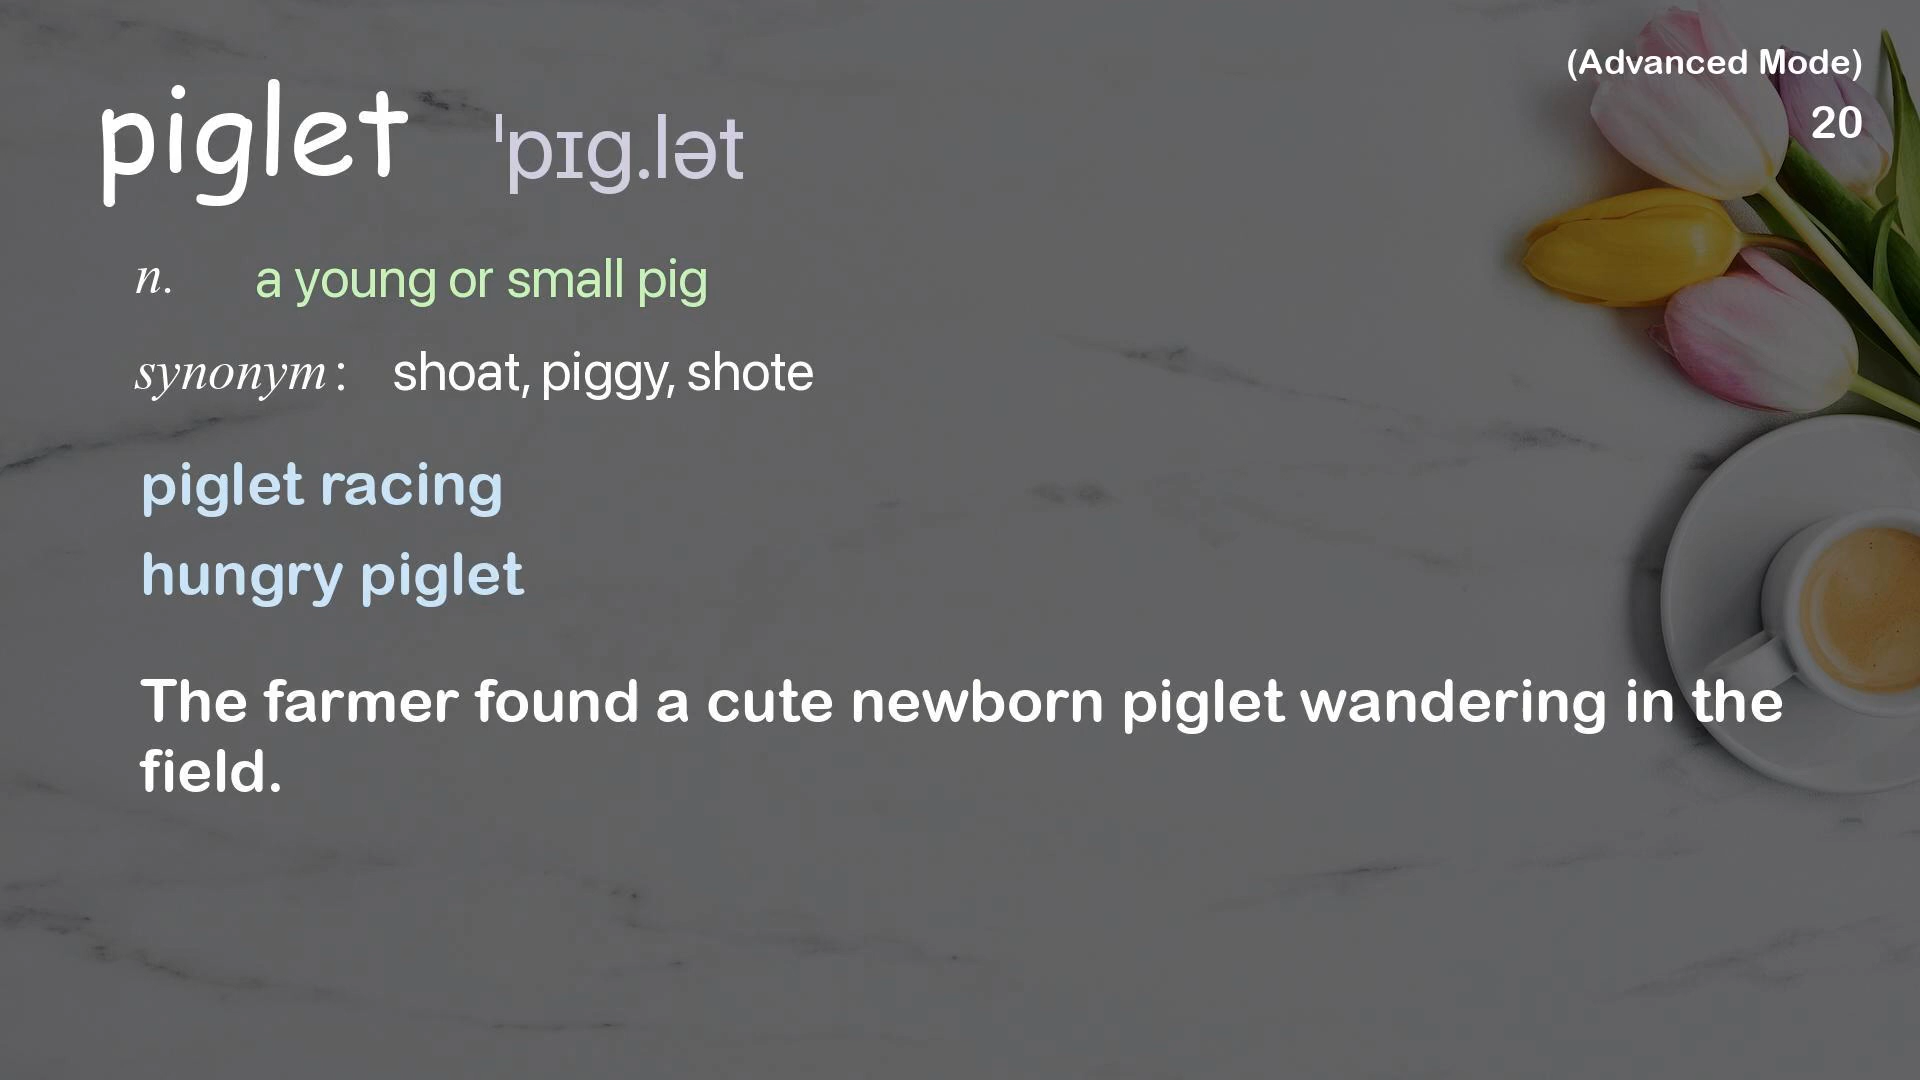 (Advanced Mode)
20
piglet ˈpɪg.lət
n. a young or small pig
synonym: shoat, piggy, shote
piglet racing
hungry piglet
The farmer found a cute newborn piglet wandering in the
field.